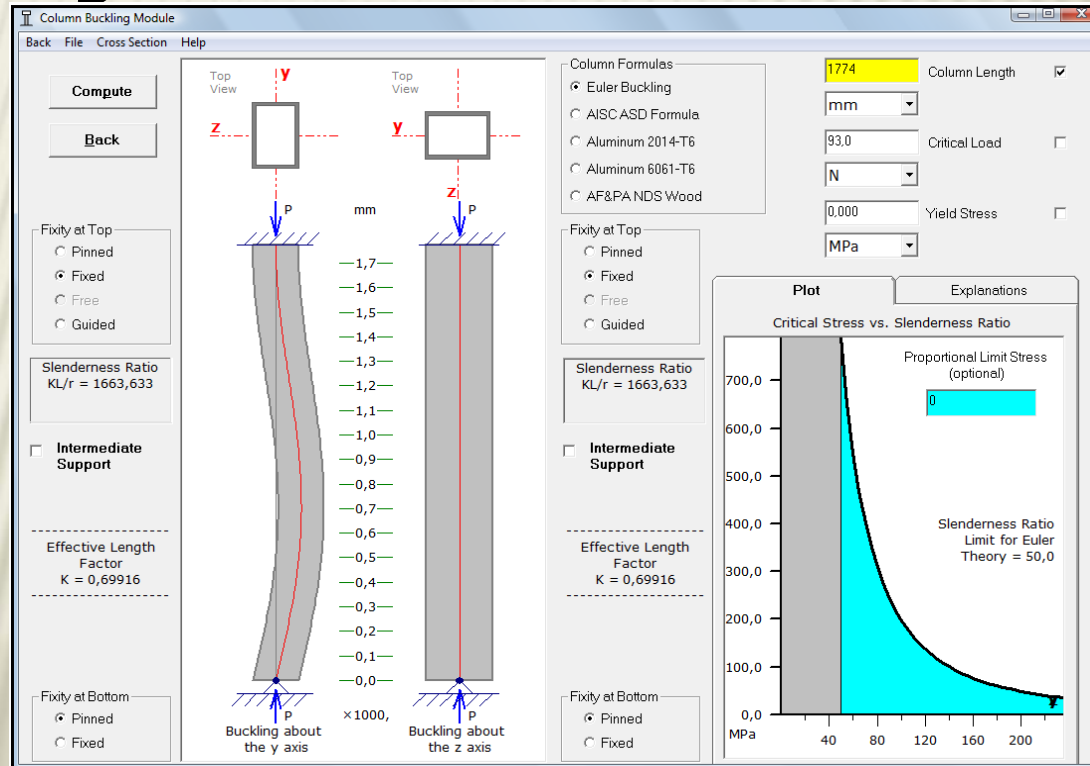 Column Buckling Module
Back File Cross Section Help
Compute
Back
Fixity at Top
Pinned
Fixed
Free
Guided
Slenderness Ratio
KL/r = 1663,633
Intermediate
Support
Effective Length
Factor
K = 0,69916
Fixity at Bottom
Pinned
Fixed
Top
View
y
z
Top
View
y
z
P
mm
P
1,7
1,6
1,5
1,4
1,3
1,2
1,1
1,0
0,9
0,8
0,7
0,6
0,5
0,4
0,3
0,2
0,1
0,0
×1000,
P
Buckling about
the y axis
P
Buckling about
the z axis
Column Formulas
Euler Buckling
AISC ASD Formula
Aluminum 2014-T6
Aluminum 6061-T6
AF&PA NDS Wood
Fixity at Top
Pinned
Fixed
Free
Guided
Slenderness Ratio
KL/r = 1663,633
Intermediate
Support
Effective Length
Factor
K = 0,69916
Fixity at Bottom
Pinned
Fixed
1774 Column Length
mm
93,0 Critical Load
N
0,000 Yield Stress
MPa
Plot Explanations
Critical Stress vs. Slenderness Ratio
Proportional Limit Stress
(optional)
0
700,0
600,0
500,0
400,0
300,0
200,0
100,0
0,0
MPa
Slenderness Ratio
Limit for Euler
Theory = 50,0
40 80 120 160 200